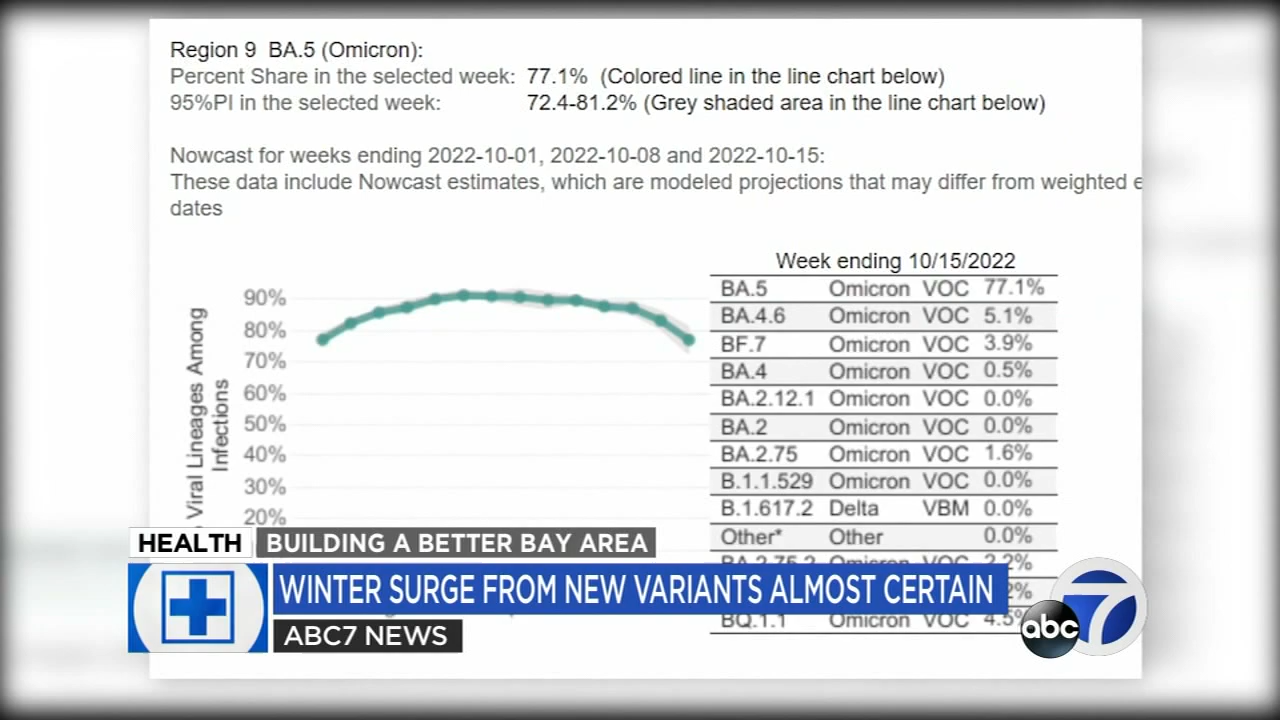 Region 9 BA.5 (Omicron):
Percent Share in the selected week: 77.1% (Colored line in the line chart below)
95%PI in the selected week: 72.4-81.2% (Grey shaded area in the line chart below)
Nowcast for weeks ending 2022-10-01, 2022-10-08 and 2022-10-15:
These data include Nowcast estimates, which are modeled projections that may differ from weighted e
dates
Viral Lineages Among
Infections
90%
80%
70%
60%
50%
40%
30%
20%
Week ending 10/15/2022
BA.5 Omicron VOC 77.1%
BA.4.6 Omicron VOC 5.1%
BF.7 Omicron VOC 3.9%
BA.4 Omicron VOC 0.5%
BA.2.12.1 Omicron VOC 0.0%
BA.2 Omicron VOC 0.0%
BA.2.75 Omicron VOC 1.6%
B.1.1.529 Omicron VOC 0.0%
B.1.617.2 Delta VBM 0.0%
Other* Other 0.0%
BA.2.75.2 Omicron VOC 2.2%
BQ.1.1 Omicron VOC 4.5%
HEALTH BUILDING A BETTER BAY AREA
WINTER SURGE FROM NEW VARIANTS ALMOST CERTAIN
ABC7 NEWS
abc 7